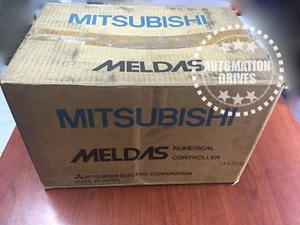 MITSUBISHI
MELDAS
AUTOMATION
DRIVES
MITSUBISHI
MELDAS NUMERICAL
CONTROLLER
MITSUBISHI ELECTRIC CORPORATION
MADE IN JAPAN